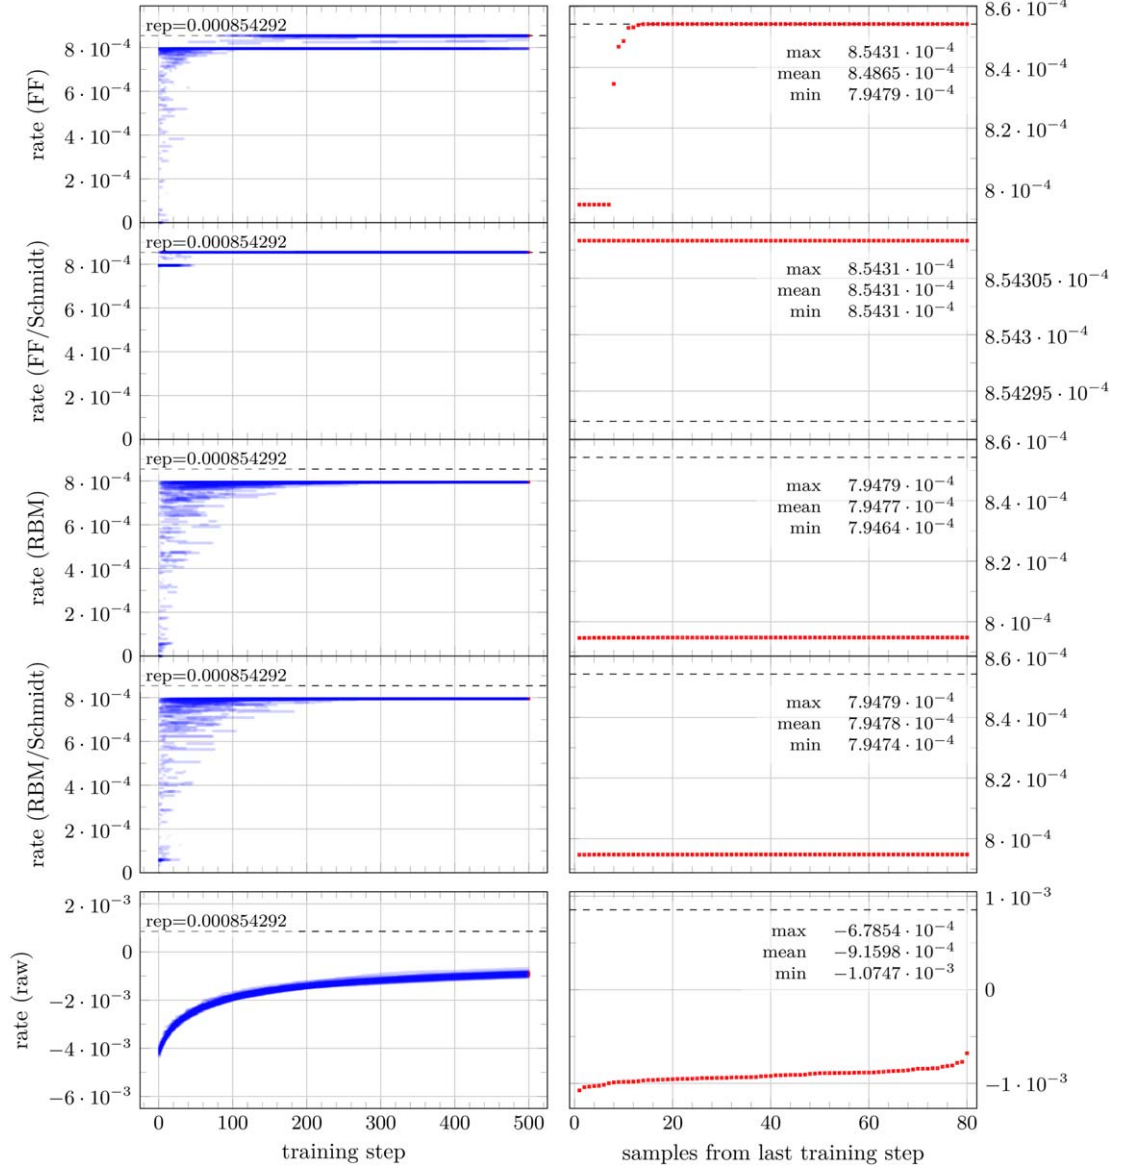 rep=0.000854292
8 · 10⁻⁴
6 · 10⁻⁴
4 · 10⁻⁴
2 · 10⁻⁴
0
rate (FF)
max 8.5431 · 10⁻⁴
mean 8.4865 · 10⁻⁴
min 7.9479 · 10⁻⁴
8.6 · 10⁻⁴
8.4 · 10⁻⁴
8.2 · 10⁻⁴
8 · 10⁻⁴
rep=0.000854292
8 · 10⁻⁴
6 · 10⁻⁴
4 · 10⁻⁴
2 · 10⁻⁴
0
rate (FF/Schmidt)
max 8.5431 · 10⁻⁴
mean 8.5431 · 10⁻⁴
min 8.5431 · 10⁻⁴
8.54305 · 10⁻⁴
8.543 · 10⁻⁴
8.54295 · 10⁻⁴
rep=0.000854292
8 · 10⁻⁴
6 · 10⁻⁴
4 · 10⁻⁴
2 · 10⁻⁴
0
rate (RBM)
max 7.9479 · 10⁻⁴
mean 7.9477 · 10⁻⁴
min 7.9464 · 10⁻⁴
8.6 · 10⁻⁴
8.4 · 10⁻⁴
8.2 · 10⁻⁴
8 · 10⁻⁴
rep=0.000854292
8 · 10⁻⁴
6 · 10⁻⁴
4 · 10⁻⁴
2 · 10⁻⁴
0
rate (RBM/Schmidt)
max 7.9479 · 10⁻⁴
mean 7.9478 · 10⁻⁴
min 7.9474 · 10⁻⁴
8.6 · 10⁻⁴
8.4 · 10⁻⁴
8.2 · 10⁻⁴
8 · 10⁻⁴
rep=0.000854292
2 · 10⁻³
0
−2 · 10⁻³
−4 · 10⁻³
−6 · 10⁻³
rate (raw)
0 100 200 300 400 500
training step
max −6.7854 · 10⁻⁴
mean −9.1598 · 10⁻⁴
min −1.0747 · 10⁻³
1 · 10⁻³
0
−1 · 10⁻³
0 20 40 60 80
samples from last training step